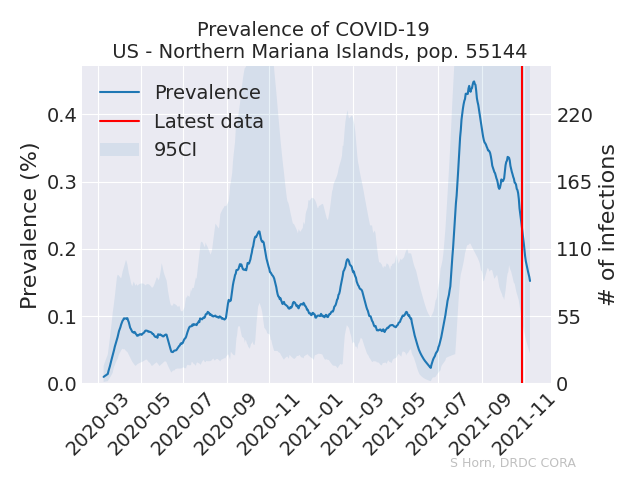 Prevalence of COVID-19
US - Northern Mariana Islands, pop. 55144
Prevalence
Latest data
95CI
Prevalence (%)
0.4
0.3
0.2
0.1
0.0
# of infections
220
165
110
55
0
2020-03
2020-05
2020-07
2020-09
2020-11
2021-01
2021-03
2021-05
2021-07
2021-09
2021-11
S Horn, DRDC CORA